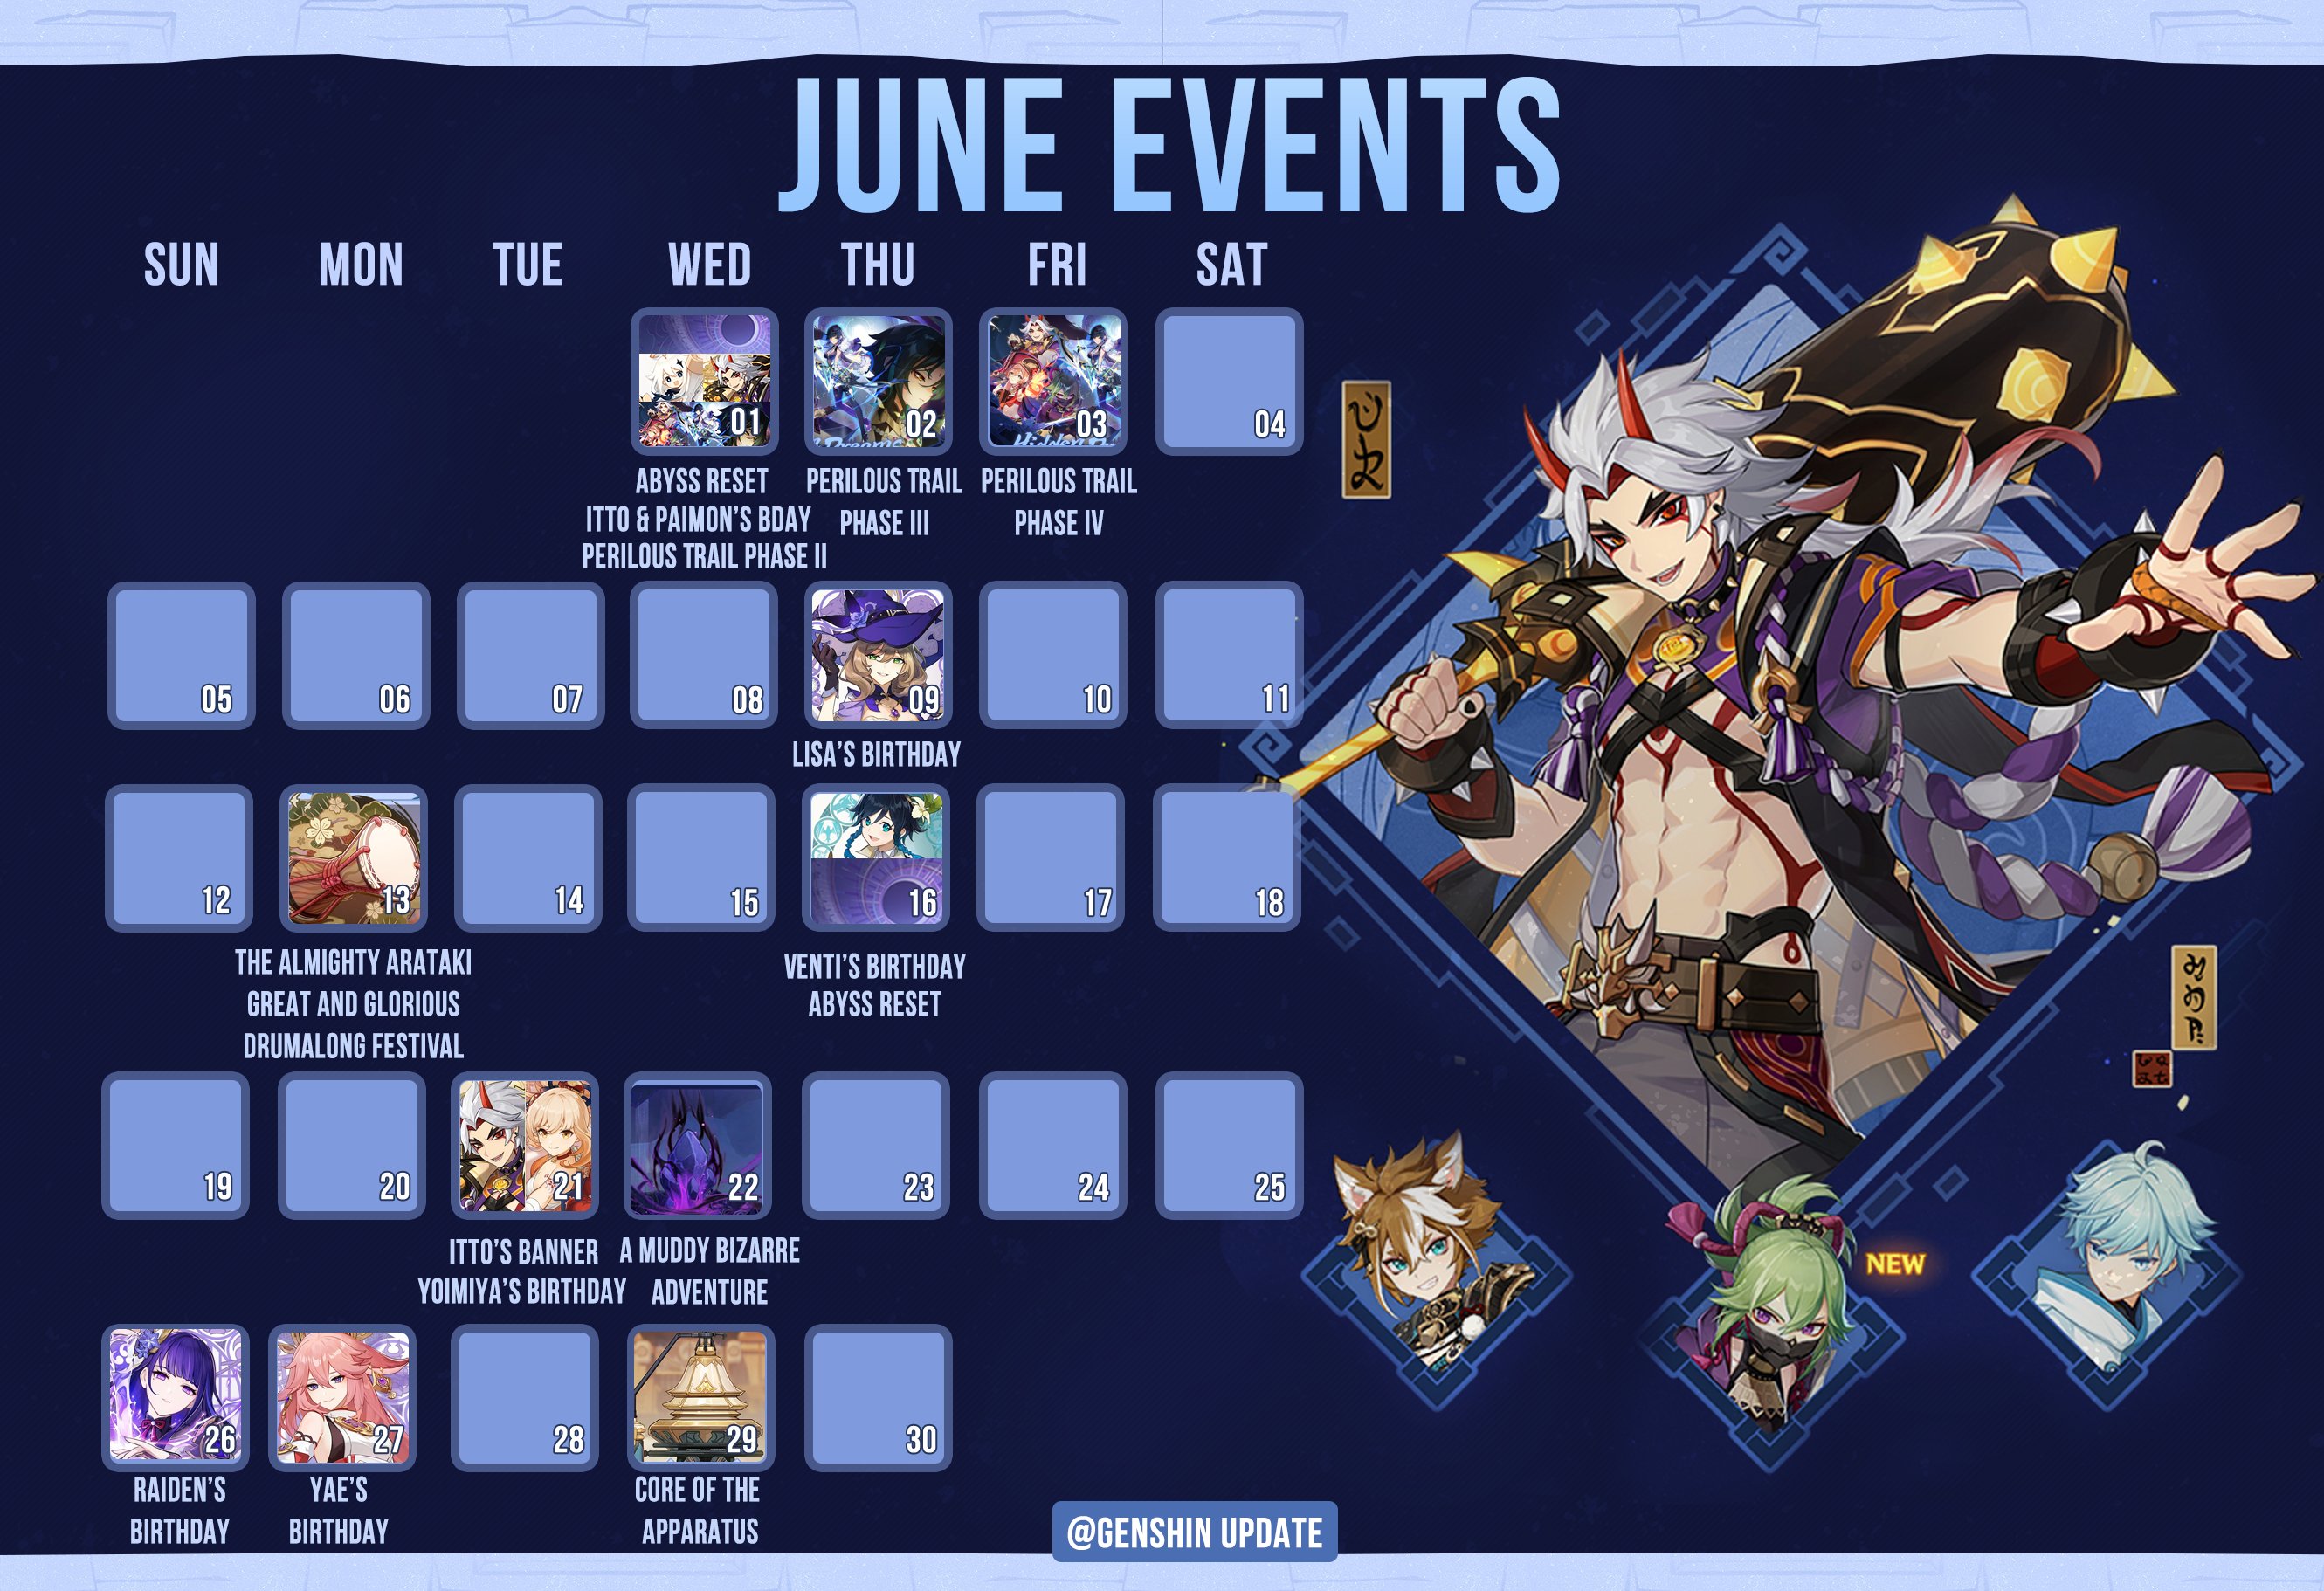 JUNE EVENTS
SUN MON TUE WED THU FRI SAT
01 02 03 04
ABYSS RESET
ITTO & PAIMON'S BDAY
PERILOUS TRAIL PHASE II
PERILOUS TRAIL
PHASE III
PERILOUS TRAIL
PHASE IV
05 06 07 08 09 10 11
LISA'S BIRTHDAY
12 13 14 15 16 17 18
THE ALMIGHTY ARATAKI
GREAT AND GLORIOUS
DRUMALONG FESTIVAL
VENTI'S BIRTHDAY
ABYSS RESET
19 20 21 22 23 24 25
ITTO'S BANNER
YOIMIYA'S BIRTHDAY
A MUDDY BIZARRE
ADVENTURE
NEW
26 27 28 29 30
RAIDEN'S
BIRTHDAY
YAE'S
BIRTHDAY
CORE OF THE
APPARATUS
@GENSHIN UPDATE